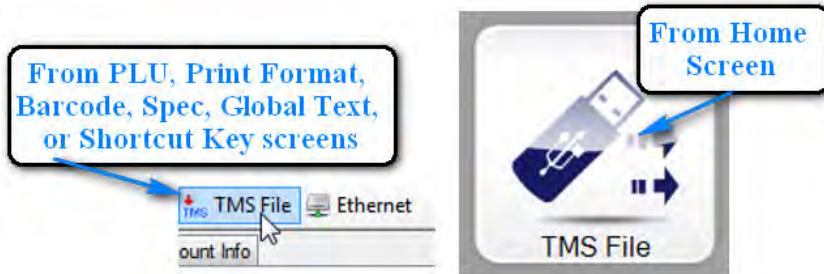 From PLU, Print Format,
Barcode, Spec, Global Text,
or Shortcut Key screens
TMS TMS File Ethernet
ount Info
From Home
Screen
TMS File